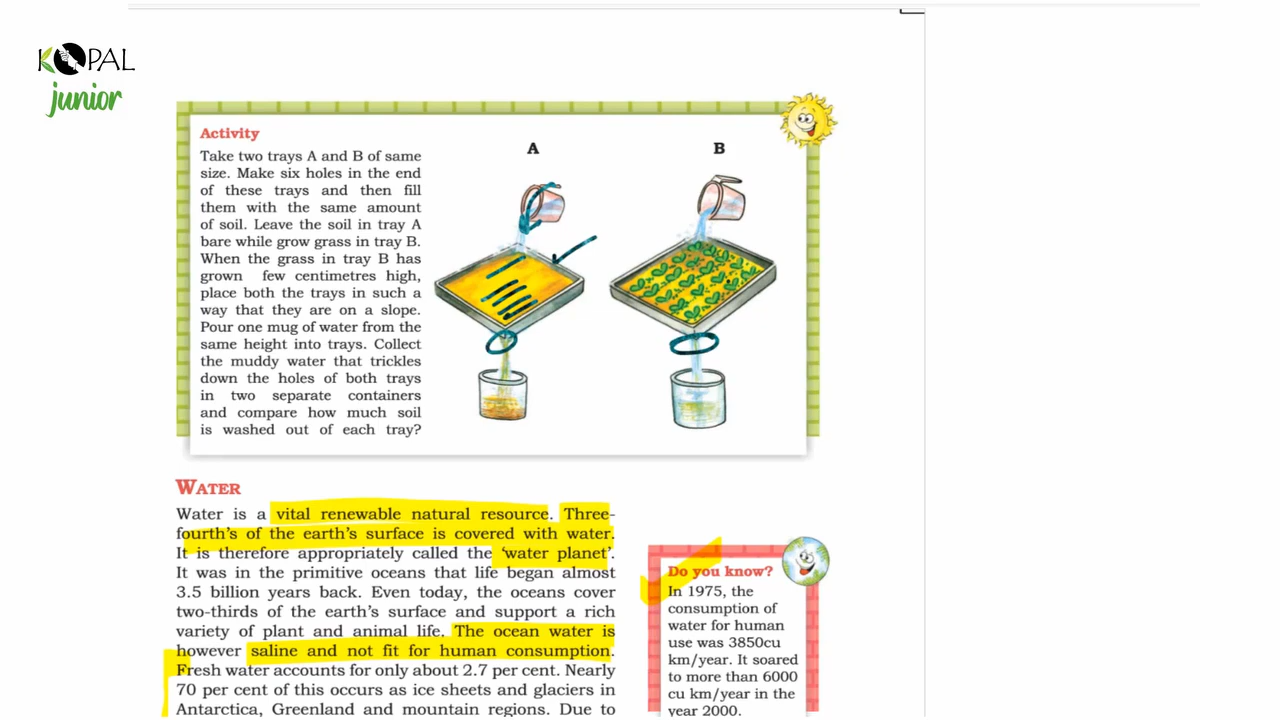 KOPAL
junior
Activity
Take two trays A and B of same
size. Make six holes in the end
of these trays and then fill
them with the same amount
of soil. Leave the soil in tray A
bare while grow grass in tray B.
When the grass in tray B has
grown few centimetres high,
place both the trays in such a
way that they are on a slope.
Pour one mug of water from the
same height into trays. Collect
the muddy water that trickles
down the holes of both trays
in two separate containers
and compare how much soil
is washed out of each tray?
A
B
WATER
Water is a vital renewable natural resource. Three-
fourth's of the earth's surface is covered with water.
It is therefore appropriately called the 'water planet'.
It was in the primitive oceans that life began almost
3.5 billion years back. Even today, the oceans cover
two-thirds of the earth's surface and support a rich
variety of plant and animal life. The ocean water is
however saline and not fit for human consumption.
Fresh water accounts for only about 2.7 per cent. Nearly
70 per cent of this occurs as ice sheets and glaciers in
Antarctica, Greenland and mountain regions. Due to
Do you know?
In 1975, the
consumption of
water for human
use was 3850cu
km/year. It soared
to more than 6000
cu km/year in the
year 2000.